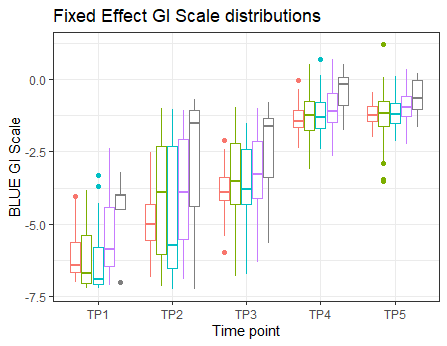 Fixed Effect GI Scale distributions
BLUE GI Scale
0.0
-2.5
-5.0
-7.5
TP1 TP2 TP3 TP4 TP5
Time point